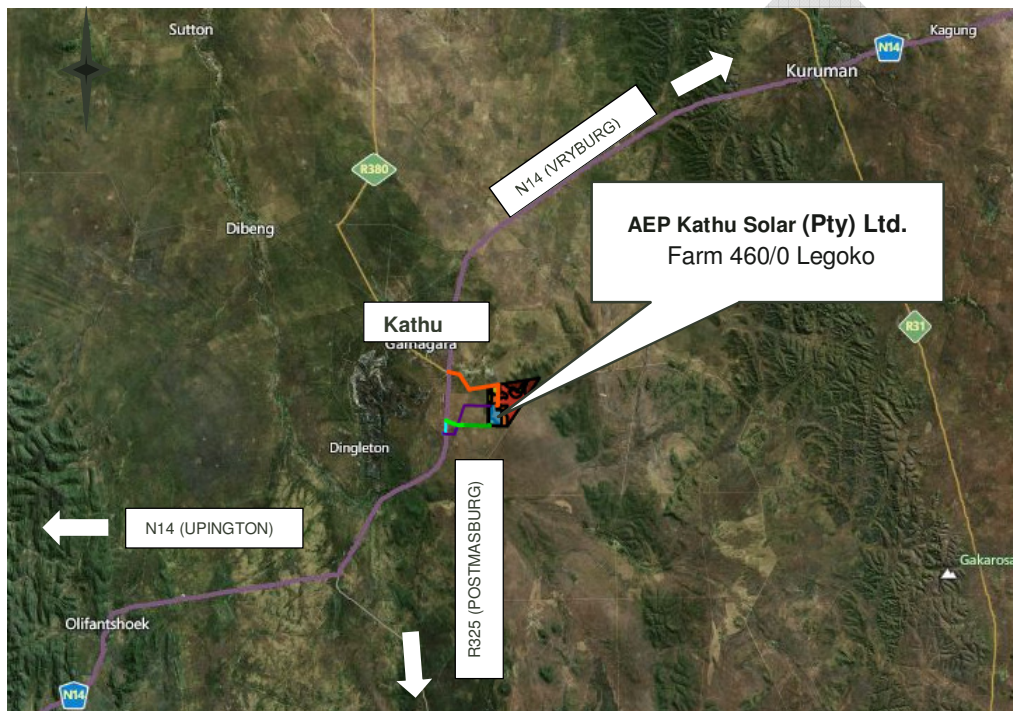 Sutton
N14
Kagung
Kuruman
R380
N14 (VRYBURG)
AEP Kathu Solar (Pty) Ltd.
Farm 460/0 Legoko
Dibeng
Kathu
Gamagara
R31
Dingleton
R325 (POSTMASBURG)
N14 (UPINGTON)
Gakarosa
Olifantshoek
N14